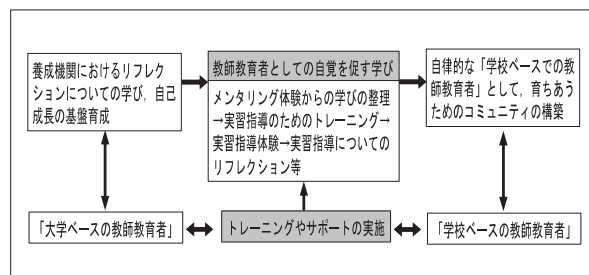 養成機関におけるリフレク
ションについての学び，自己
成長の基盤育成
教師教育者としての自覚を促す学び
メンタリング体験からの学びの整理
→実習指導のためのトレーニング→
実習指導体験→実習指導についての
リフレクション等
自律的な「学校ベースでの教
師教育者」として，育ちあう
ためのコミュニティの構築
「大学ベースの教師教育者」
トレーニングやサポートの実施
「学校ベースの教師教育者」